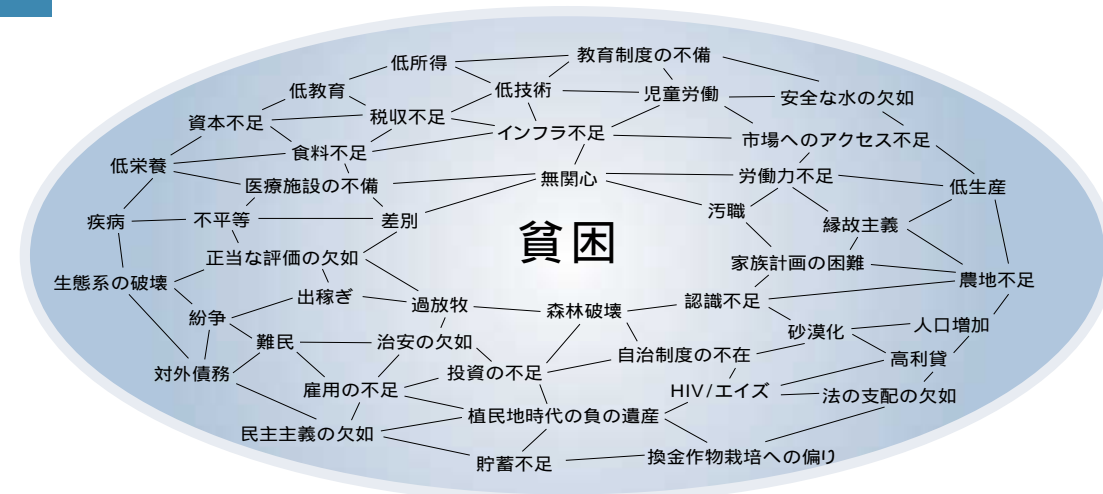 低所得
教育制度の不備
低教育
低技術
児童労働
安全な水の欠如
資本不足
税収不足
インフラ不足
市場へのアクセス不足
低栄養
食料不足
医療施設の不備
無関心
労働力不足
低生産
疾病
不平等
差別
汚職
縁故主義
貧困
正当な評価の欠如
家族計画の困難
生態系の破壊
出稼ぎ
過放牧
森林破壊
認識不足
農地不足
紛争
難民
治安の欠如
自治制度の不在
砂漠化
人口増加
対外債務
雇用の不足
投資の不足
HIV/エイズ
高利貸
法の支配の欠如
民主主義の欠如
植民地時代の負の遺産
貯蓄不足
換金作物栽培への偏り